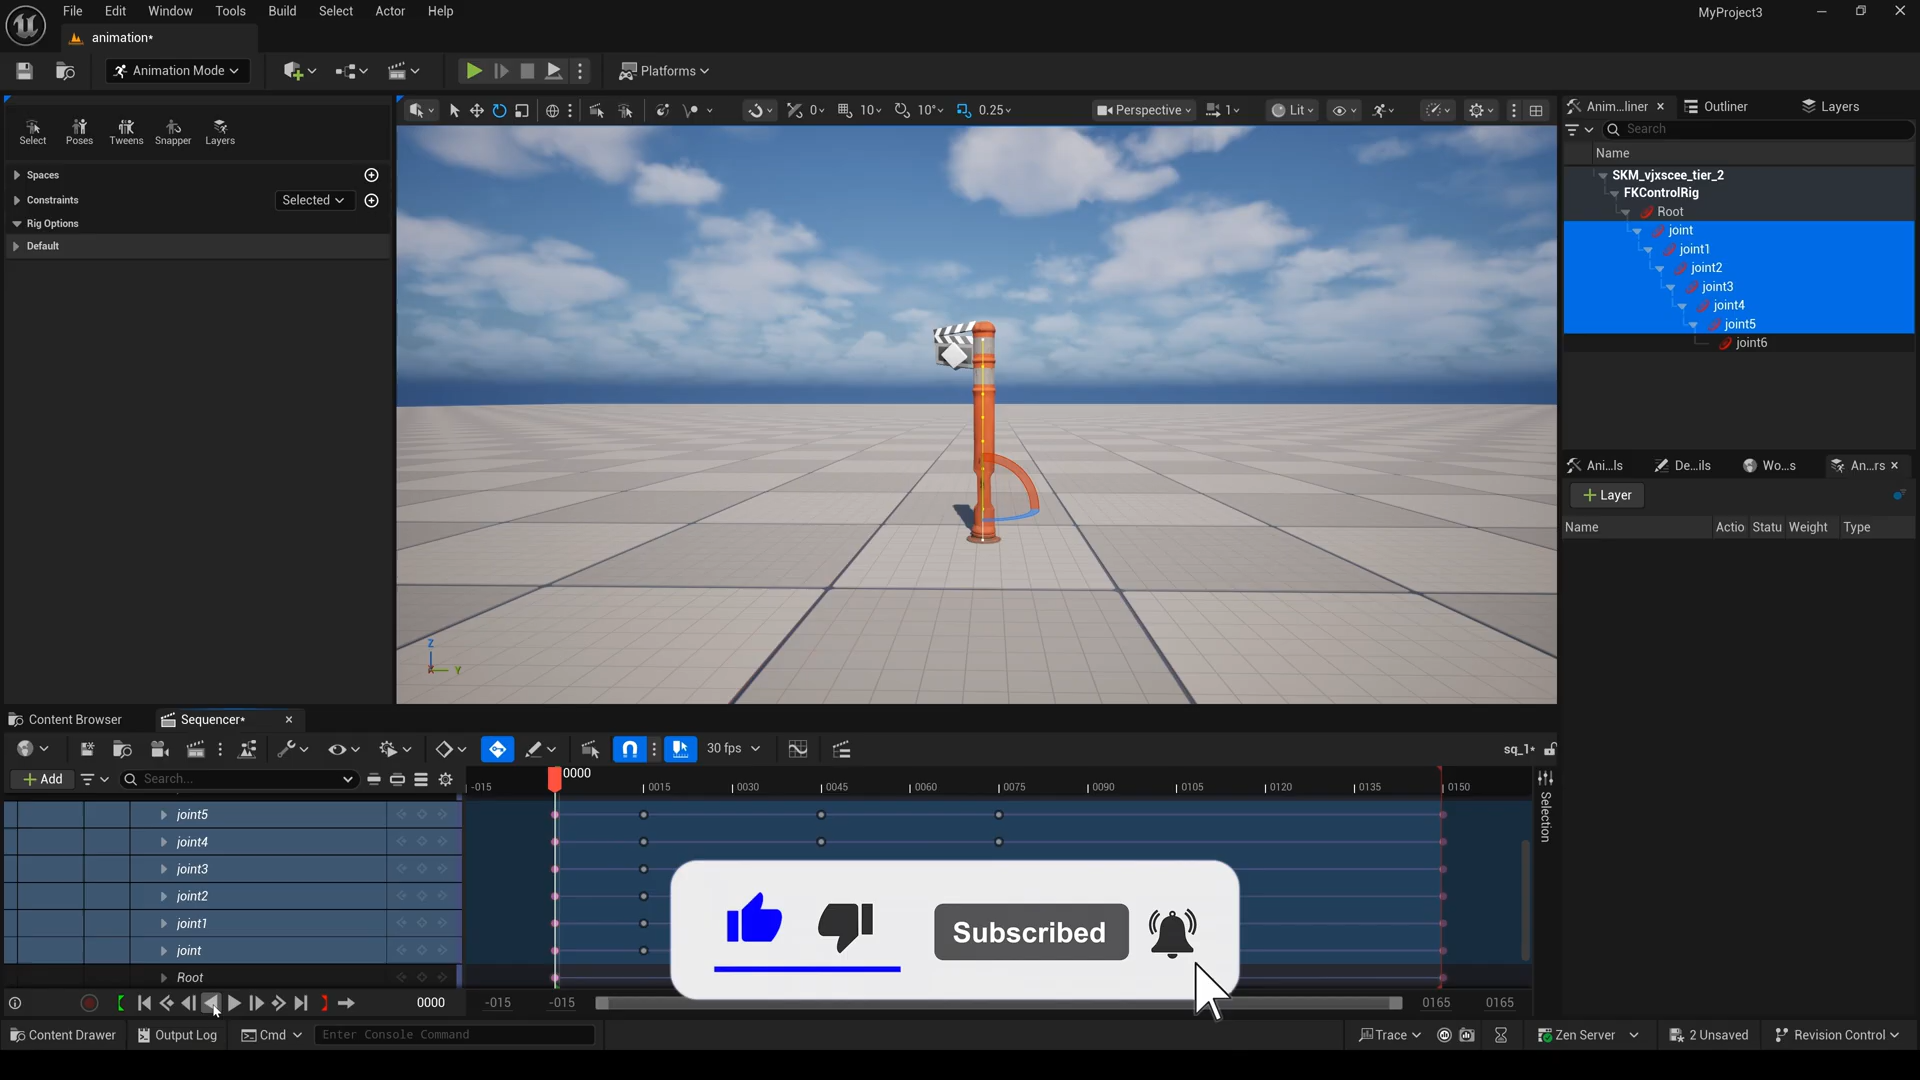 File Edit Window Tools Build Select Actor Help
MyProject3
animation*
Animation Mode
Platforms
Select Poses Tweens Snapper Layers
Spaces
Constraints
Selected
Rig Options
Default
0 10 10° 0.25
Perspective 1 Lit
Z
Y
Anim...liner Outliner Layers
Search
Name
SKM_vjxscee_tier_2
FKControlRig
Root
joint
joint1
joint2
joint3
joint4
joint5
joint6
Ani...ls De...ils Wo...s An...rs
Layer
Name Actio Statu Weight Type
Content Browser Sequencer*
30 fps
sq_1*
Add
Search...
0000
-015 0015 0030 0045 0060 0075 0090 0105 0120 0135 0150
Selection
joint5
joint4
joint3
joint2
joint1
joint
Root
Subscribed
0000 -015 -015 0165 0165
Content Drawer Output Log Cmd Enter Console Command
Trace Zen Server 2 Unsaved Revision Control